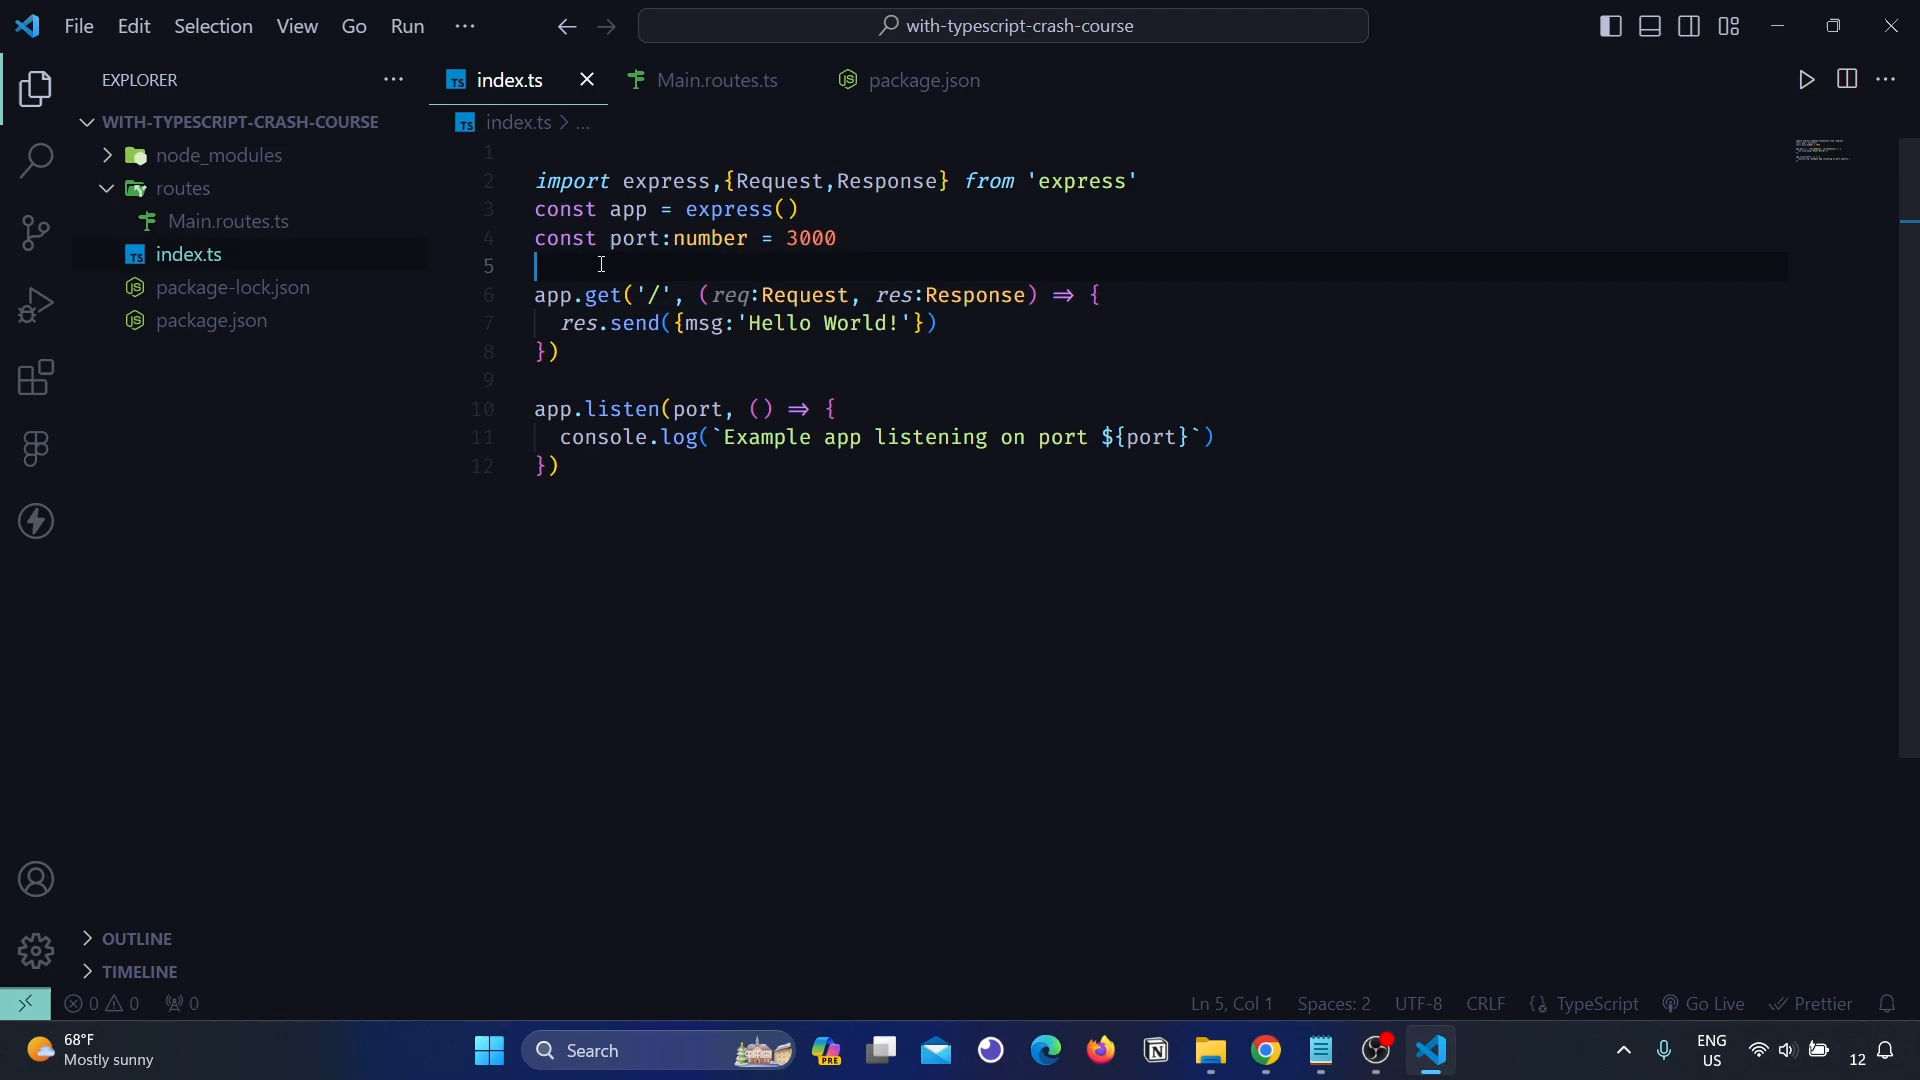 File Edit Selection View Go Run ···
with-typescript-crash-course
EXPLORER
WITH-TYPESCRIPT-CRASH-COURSE
node_modules
routes
Main.routes.ts
index.ts
package-lock.json
package.json
OUTLINE
TIMELINE
TS index.ts Main.routes.ts package.json
TS index.ts > ...
1
2 import express,{Request,Response} from 'express'
3 const app = express()
4 const port:number = 3000
5
6 app.get('/', (req:Request, res:Response) ⇒ {
7 res.send({msg:'Hello World!'})
8 })
9
10 app.listen(port, () ⇒ {
11 console.log(`Example app listening on port ${port}`)
12 })
0 0 0 Ln 5, Col 1 Spaces: 2 UTF-8 CRLF {} TypeScript Go Live Prettier
68°F
Mostly sunny
Search
PRE
ENG
US
12